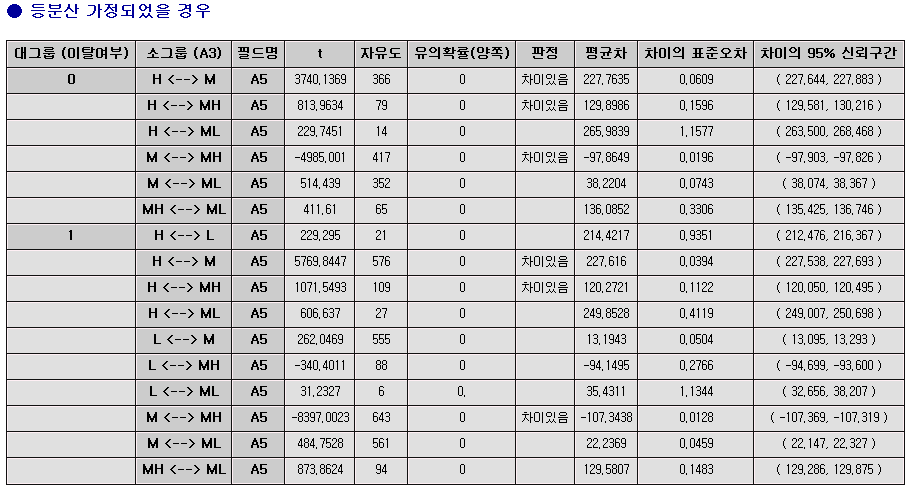 ● 등분산 가정되었을 경우
대그룹 (이탈여부) 소그룹 (A3) 필드명 t 자유도 유의확률(양쪽) 판정 평균차 차이의 표준오차 차이의 95% 신뢰구간
0 H <--> M A5 3740,1369 366 0 차이있음 227,7635 0,0609 ( 227,644, 227,883 )
H <--> MH A5 813,9634 79 0 차이있음 129,8986 0,1596 ( 129,581, 130,216 )
H <--> ML A5 229,7451 14 0 265,9839 1,1577 ( 263,500, 268,468 )
M <--> MH A5 -4985,001 417 0 차이있음 -97,8649 0,0196 ( -97,903, -97,826 )
M <--> ML A5 514,439 352 0 38,2204 0,0743 ( 38,074, 38,367 )
MH <--> ML A5 411,61 65 0 136,0852 0,3306 ( 135,425, 136,746 )
1 H <--> L A5 229,295 21 0 214,4217 0,9351 ( 212,476, 216,367 )
H <--> M A5 5769,8447 576 0 차이있음 227,616 0,0394 ( 227,538, 227,693 )
H <--> MH A5 1071,5493 109 0 차이있음 120,2721 0,1122 ( 120,050, 120,495 )
H <--> ML A5 606,637 27 0 249,8528 0,4119 ( 249,007, 250,698 )
L <--> M A5 262,0469 555 0 13,1943 0,0504 ( 13,095, 13,293 )
L <--> MH A5 -340,4011 88 0 -94,1495 0,2766 ( -94,699, -93,600 )
L <--> ML A5 31,2327 6 0, 35,4311 1,1344 ( 32,656, 38,207 )
M <--> MH A5 -8397,0023 643 0 차이있음 -107,3438 0,0128 ( -107,369, -107,319 )
M <--> ML A5 484,7528 561 0 22,2369 0,0459 ( 22,147, 22,327 )
MH <--> ML A5 873,8624 94 0 129,5807 0,1483 ( 129,286, 129,875 )